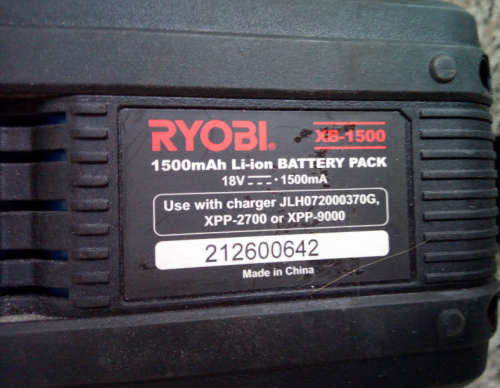 RYOBI. XB-1500
1500mAh Li-ion BATTERY PACK
18V ⎓ · 1500mA
Use with charger JLH072000370G,
XPP-2700 or XPP-9000
212600642
Made in China